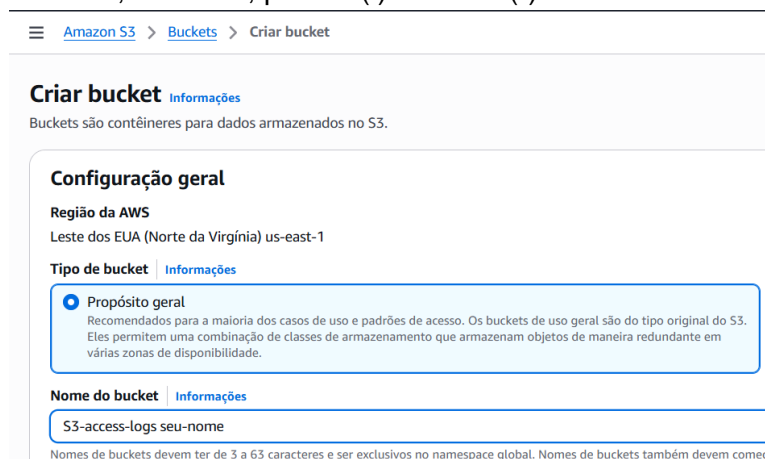 Amazon S3 > Buckets > Criar bucket
Criar bucket Informações
Buckets são contêineres para dados armazenados no S3.
Configuração geral
Região da AWS
Leste dos EUA (Norte da Virgínia) us-east-1
Tipo de bucket Informações
Propósito geral
Recomendados para a maioria dos casos de uso e padrões de acesso. Os buckets de uso geral são do tipo original do S3.
Eles permitem uma combinação de classes de armazenamento que armazenam objetos de maneira redundante em
várias zonas de disponibilidade.
Nome do bucket Informações
S3-access-logs seu-nome
Nomes de buckets devem ter de 3 a 63 caracteres e ser exclusivos no namespace global. Nomes de buckets também devem